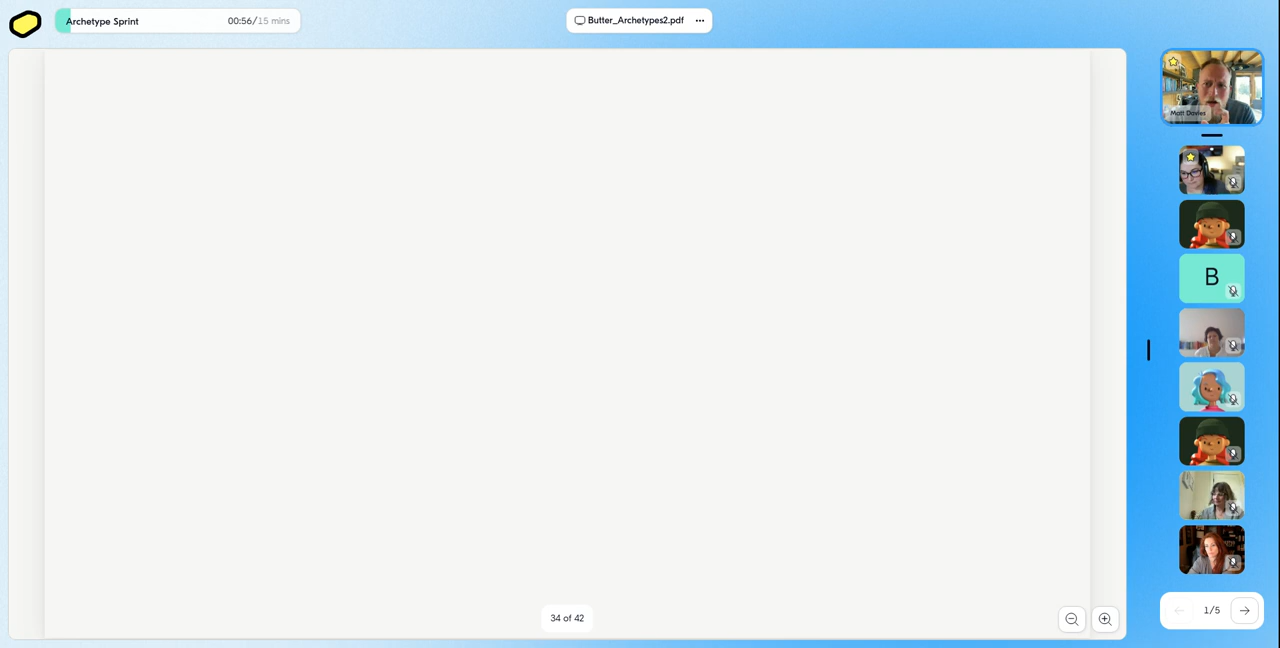 Archetype Sprint
00:56/15 mins
Butter_Archetypes2.pdf
Matt Davies
B
34 of 42
1/5